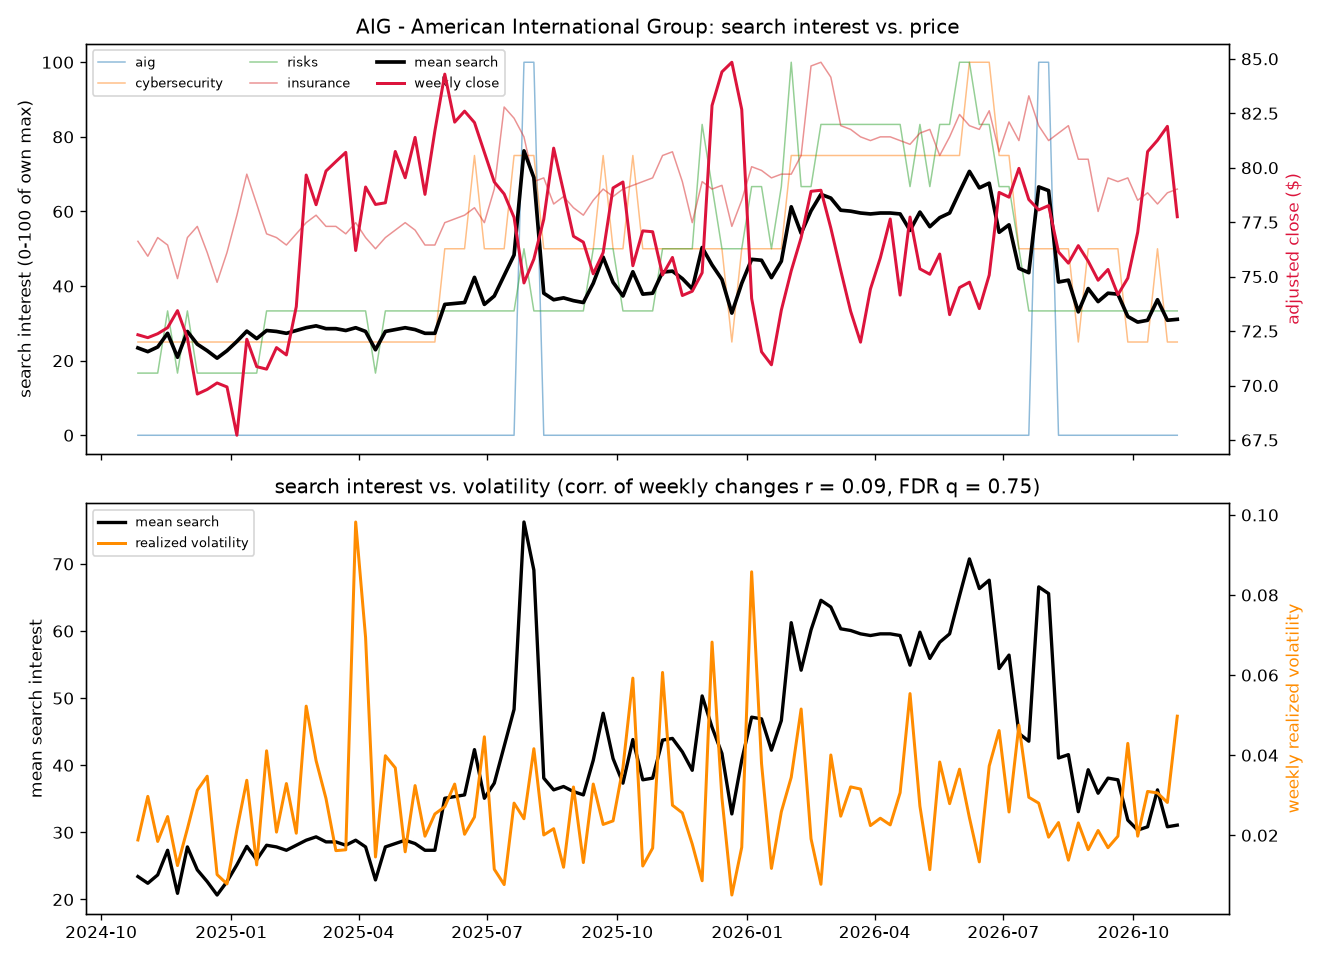 AIG - American International Group: search interest vs. price
aig
cybersecurity
risks
insurance
mean search
weekly close
search interest (0-100 of own max)
100
80
60
40
20
0
adjusted close ($)
85.0
82.5
80.0
77.5
75.0
72.5
70.0
67.5
search interest vs. volatility (corr. of weekly changes r = 0.09, FDR q = 0.75)
mean search
realized volatility
mean search interest
70
60
50
40
30
20
weekly realized volatility
0.10
0.08
0.06
0.04
0.02
2024-10
2025-01
2025-04
2025-07
2025-10
2026-01
2026-04
2026-07
2026-10